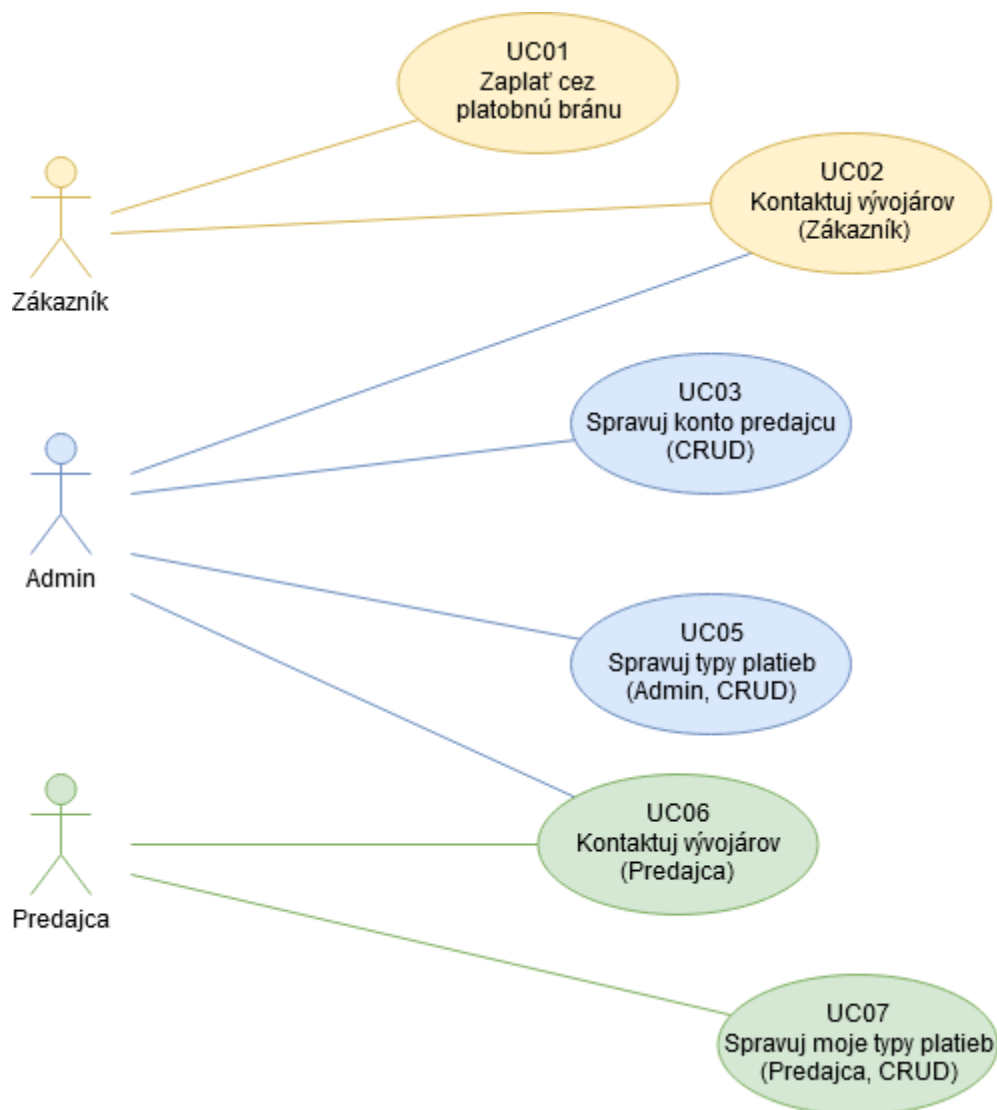 UC01
Zaplať cez
platobnú bránu
UC02
Kontaktuj vývojárov
(Zákazník)
Zákazník
UC03
Spravuj konto predajcu
(CRUD)
Admin
UC05
Spravuj typy platieb
(Admin, CRUD)
UC06
Kontaktuj vývojárov
(Predajca)
Predajca
UC07
Spravuj moje typy platieb
(Predajca, CRUD)